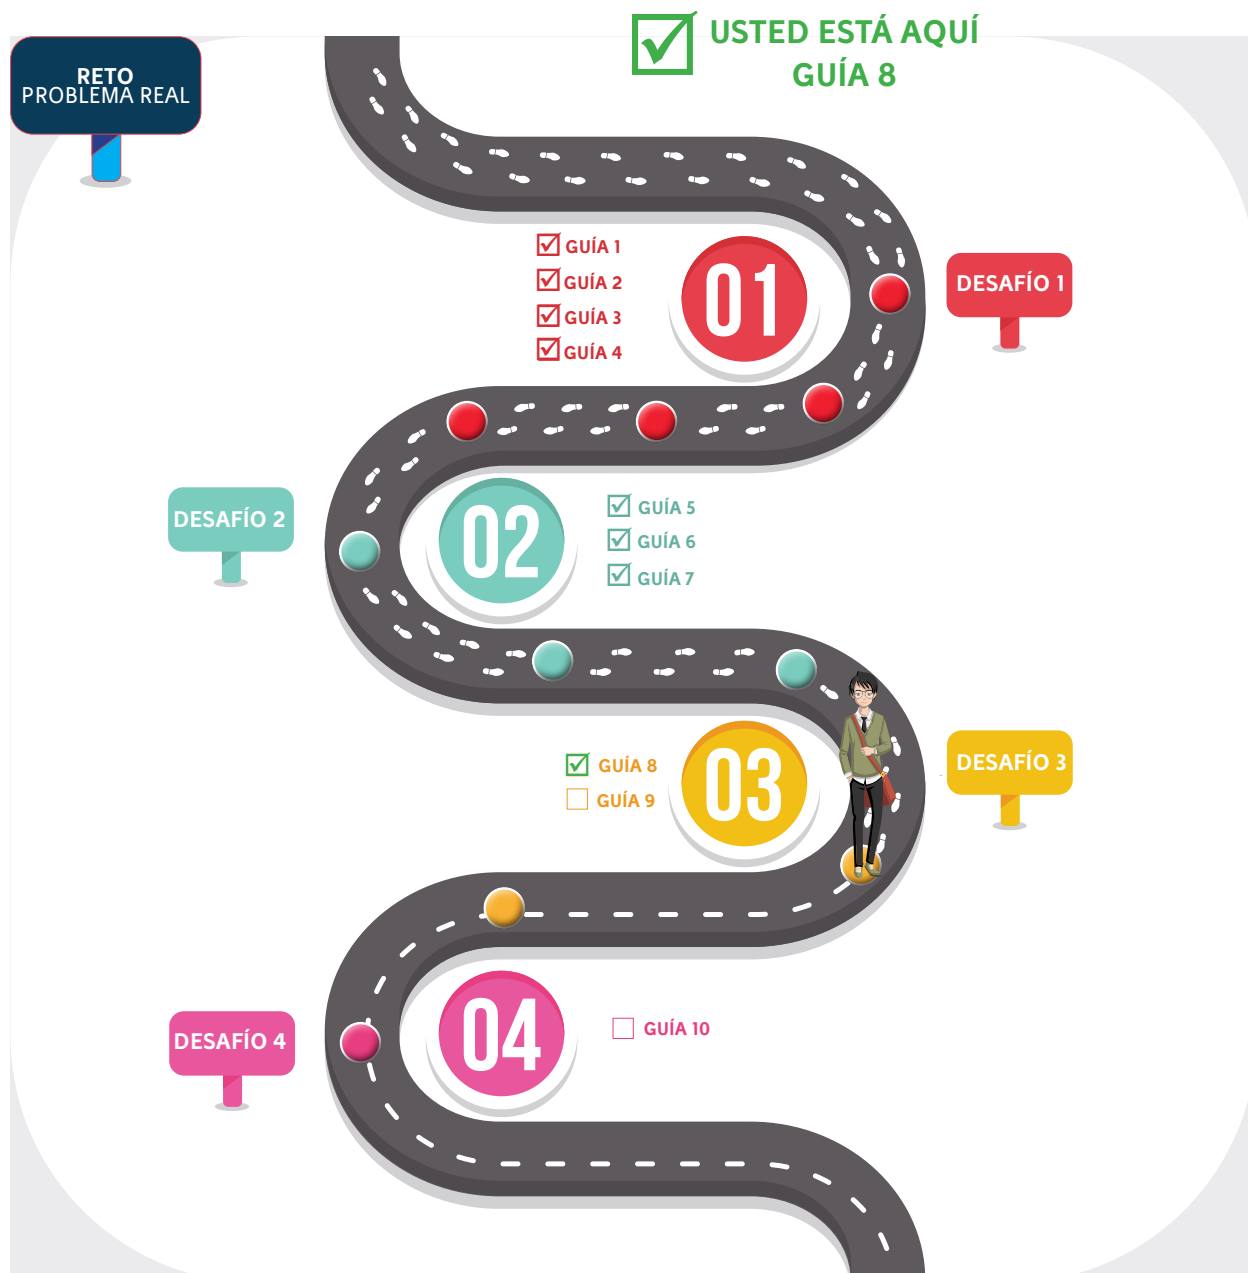 USTED ESTÁ AQUÍ
GUÍA 8
RETO
PROBLEMA REAL
GUÍA 1
GUÍA 2
GUÍA 3
GUÍA 4
01
DESAFÍO 1
DESAFÍO 2
02
GUÍA 5
GUÍA 6
GUÍA 7
GUÍA 8
GUÍA 9
03
DESAFÍO 3
DESAFÍO 4
04
GUÍA 10